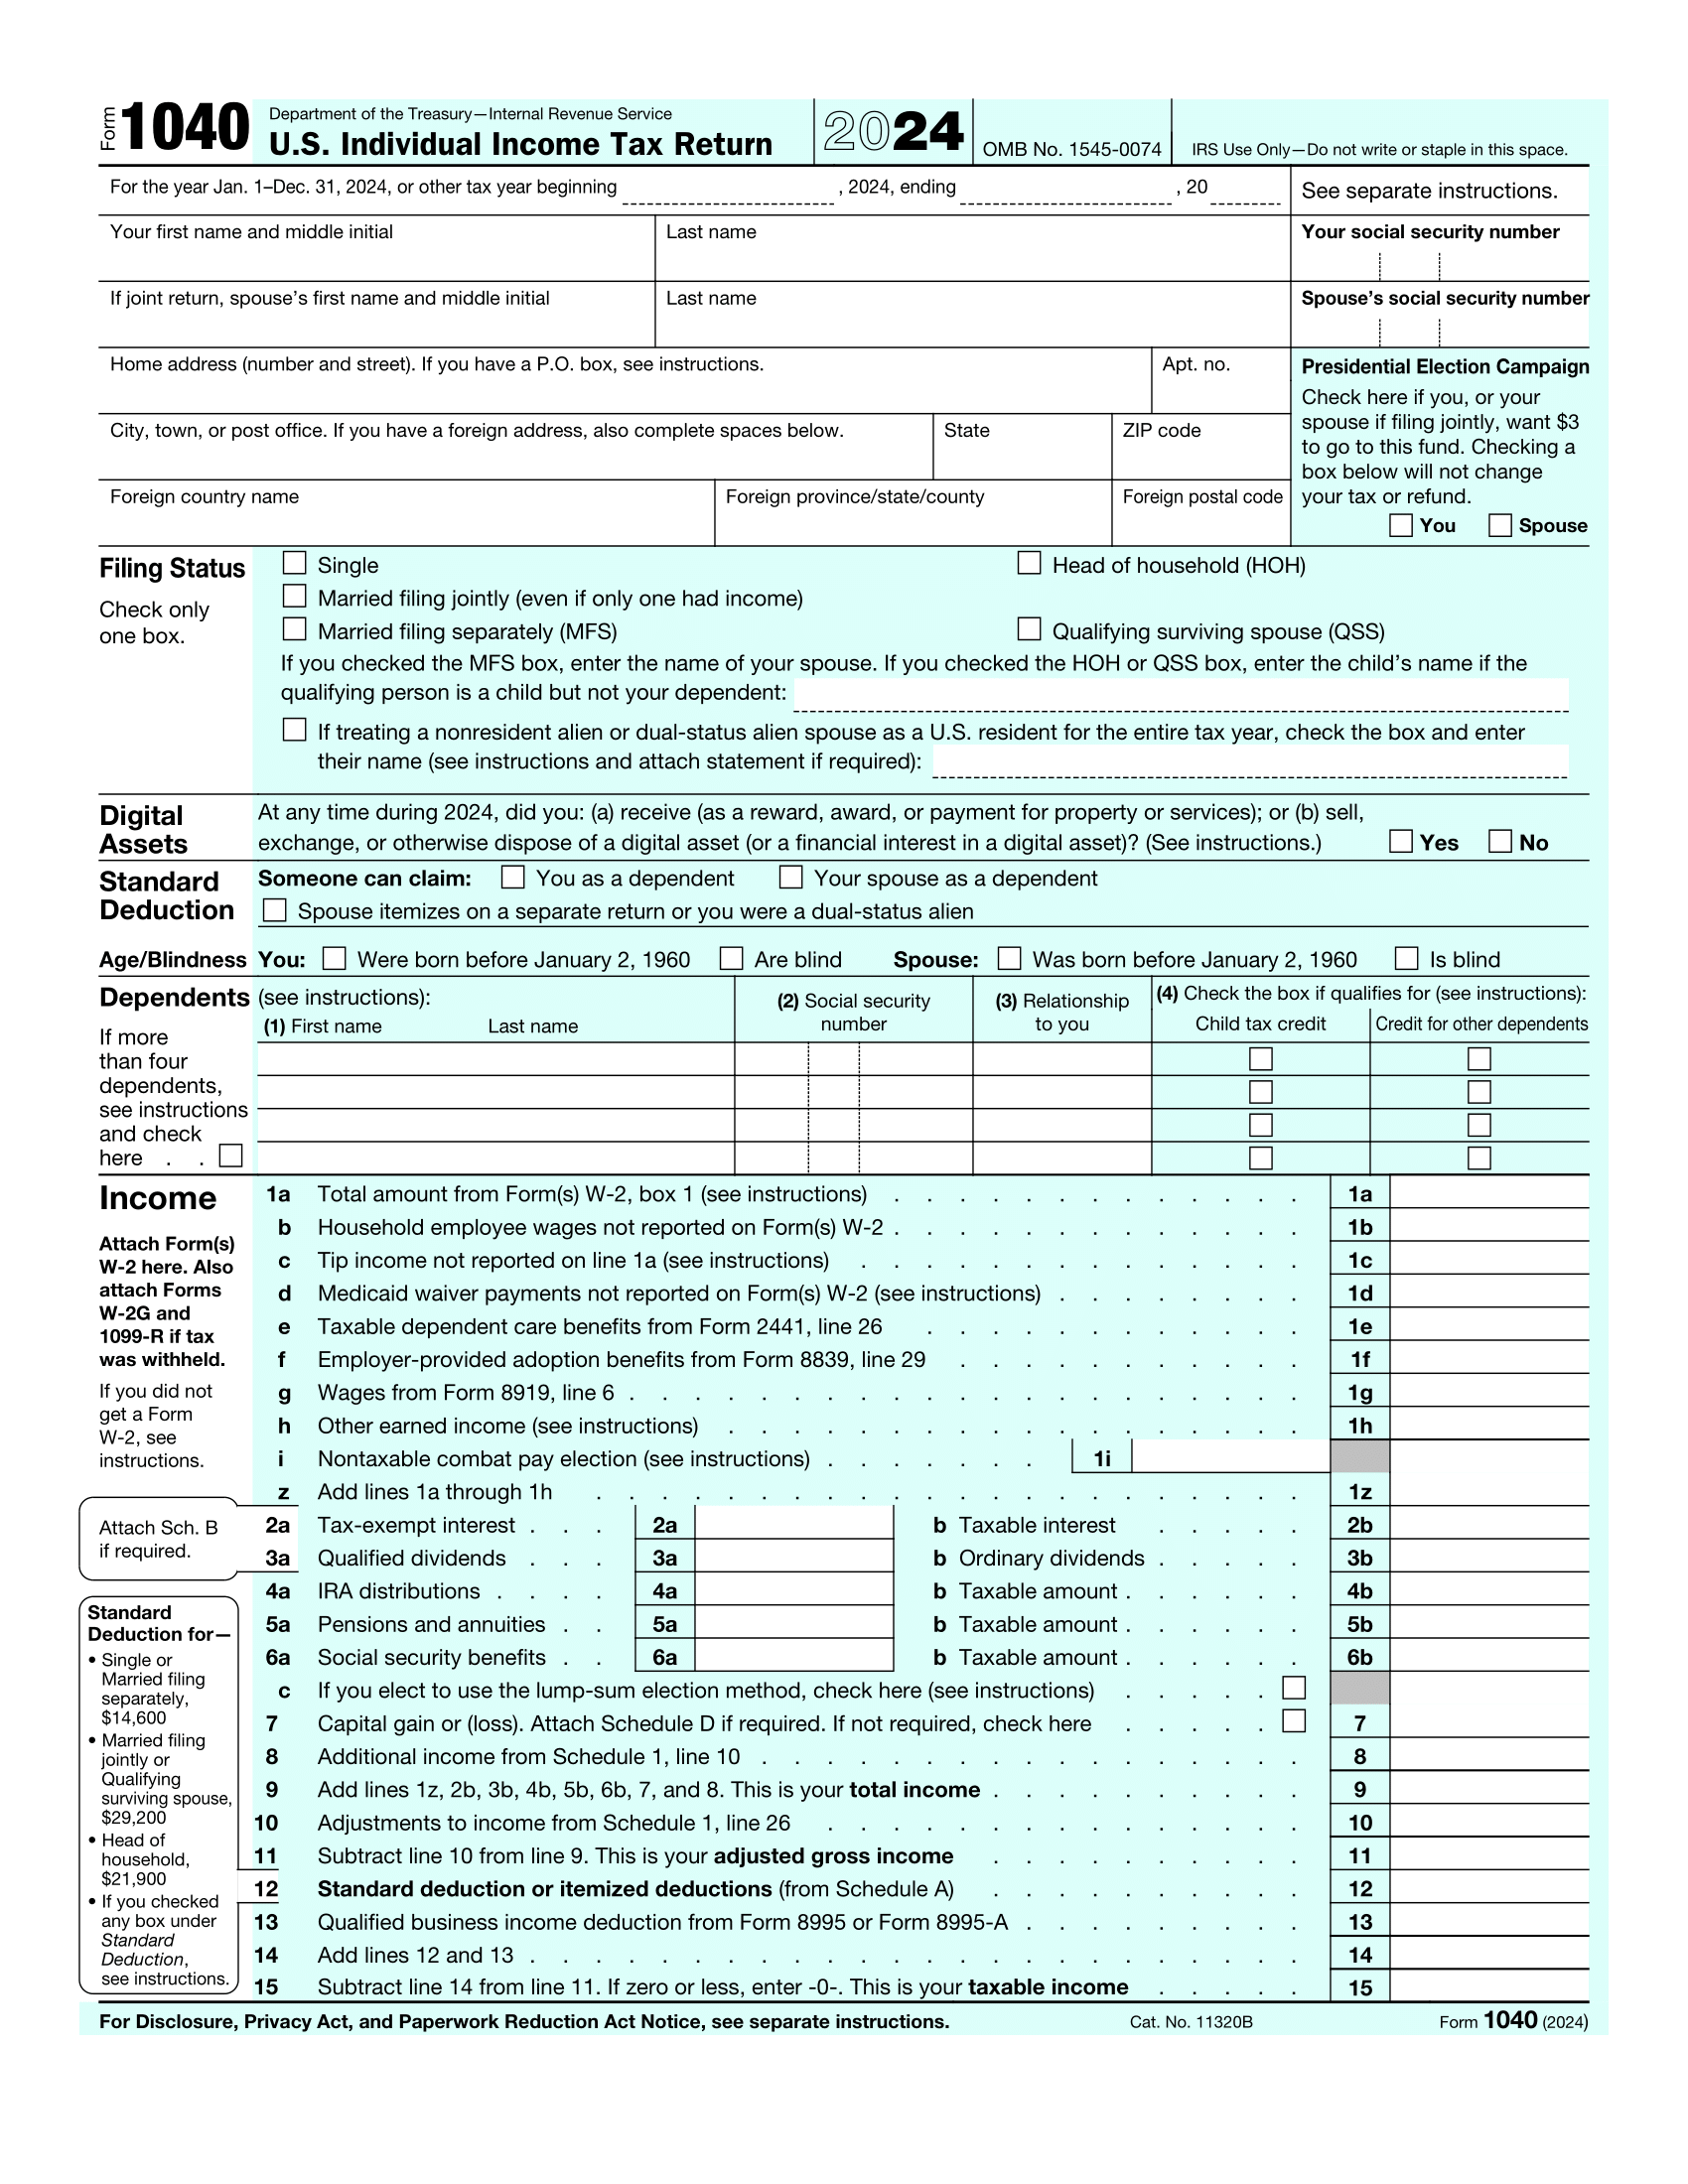 Form 1040 Department of the Treasury—Internal Revenue Service
U.S. Individual Income Tax Return 2024 OMB No. 1545-0074 IRS Use Only—Do not write or staple in this space.
For the year Jan. 1–Dec. 31, 2024, or other tax year beginning , 2024, ending , 20 See separate instructions.
Your first name and middle initial Last name Your social security number
If joint return, spouse’s first name and middle initial Last name Spouse’s social security number
Home address (number and street). If you have a P.O. box, see instructions. Apt. no.
City, town, or post office. If you have a foreign address, also complete spaces below. State ZIP code
Foreign country name Foreign province/state/county Foreign postal code
Presidential Election Campaign
Check here if you, or your
spouse if filing jointly, want $3
to go to this fund. Checking a
box below will not change
your tax or refund.
You Spouse
Filing Status
Check only
one box.
Single Head of household (HOH)
Married filing jointly (even if only one had income)
Married filing separately (MFS) Qualifying surviving spouse (QSS)
If you checked the MFS box, enter the name of your spouse. If you checked the HOH or QSS box, enter the child’s name if the
qualifying person is a child but not your dependent:
If treating a nonresident alien or dual-status alien spouse as a U.S. resident for the entire tax year, check the box and enter
their name (see instructions and attach statement if required):
Digital
Assets
At any time during 2024, did you: (a) receive (as a reward, award, or payment for property or services); or (b) sell,
exchange, or otherwise dispose of a digital asset (or a financial interest in a digital asset)? (See instructions.) Yes No
Standard
Deduction
Someone can claim: You as a dependent Your spouse as a dependent
Spouse itemizes on a separate return or you were a dual-status alien
Age/Blindness You: Were born before January 2, 1960 Are blind Spouse: Was born before January 2, 1960 Is blind
Dependents (see instructions):
(1) First name Last name
(2) Social security
number
(3) Relationship
to you
(4) Check the box if qualifies for (see instructions):
Child tax credit Credit for other dependents
If more
than four
dependents,
see instructions
and check
here . .
Income
Attach Form(s)
W-2 here. Also
attach Forms
W-2G and
1099-R if tax
was withheld.
If you did not
get a Form
W-2, see
instructions.
1a Total amount from Form(s) W-2, box 1 (see instructions) . . . . . . . . . . . . . 1a
b Household employee wages not reported on Form(s) W-2 . . . . . . . . . . . . . 1b
c Tip income not reported on line 1a (see instructions) . . . . . . . . . . . . . . 1c
d Medicaid waiver payments not reported on Form(s) W-2 (see instructions) . . . . . . . . 1d
e Taxable dependent care benefits from Form 2441, line 26 . . . . . . . . . . . . 1e
f Employer-provided adoption benefits from Form 8839, line 29 . . . . . . . . . . . 1f
g Wages from Form 8919, line 6 . . . . . . . . . . . . . . . . . . . . . 1g
h Other earned income (see instructions) . . . . . . . . . . . . . . . . . . 1h
i Nontaxable combat pay election (see instructions) . . . . . . . 1i
z Add lines 1a through 1h . . . . . . . . . . . . . . . . . . . . . . 1z
Attach Sch. B
if required.
2a Tax-exempt interest . . . 2a b Taxable interest . . . . . 2b
3a Qualified dividends . . . 3a b Ordinary dividends . . . . . 3b
4a IRA distributions . . . . 4a b Taxable amount . . . . . . 4b
5a Pensions and annuities . . 5a b Taxable amount . . . . . . 5b
6a Social security benefits . . 6a b Taxable amount . . . . . . 6b
c If you elect to use the lump-sum election method, check here (see instructions) . . . . .
7 Capital gain or (loss). Attach Schedule D if required. If not required, check here . . . . . 7
8 Additional income from Schedule 1, line 10 . . . . . . . . . . . . . . . . . 8
9 Add lines 1z, 2b, 3b, 4b, 5b, 6b, 7, and 8. This is your total income . . . . . . . . . . 9
10 Adjustments to income from Schedule 1, line 26 . . . . . . . . . . . . . . . 10
11 Subtract line 10 from line 9. This is your adjusted gross income . . . . . . . . . . 11
12 Standard deduction or itemized deductions (from Schedule A) . . . . . . . . . . 12
13 Qualified business income deduction from Form 8995 or Form 8995-A . . . . . . . . . 13
14 Add lines 12 and 13 . . . . . . . . . . . . . . . . . . . . . . . . 14
15 Subtract line 14 from line 11. If zero or less, enter -0-. This is your taxable income . . . . . 15
Standard
Deduction for—
• Single or
Married filing
separately,
$14,600
• Married filing
jointly or
Qualifying
surviving spouse,
$29,200
• Head of
household,
$21,900
• If you checked
any box under
Standard
Deduction,
see instructions.
For Disclosure, Privacy Act, and Paperwork Reduction Act Notice, see separate instructions. Cat. No. 11320B Form 1040 (2024)